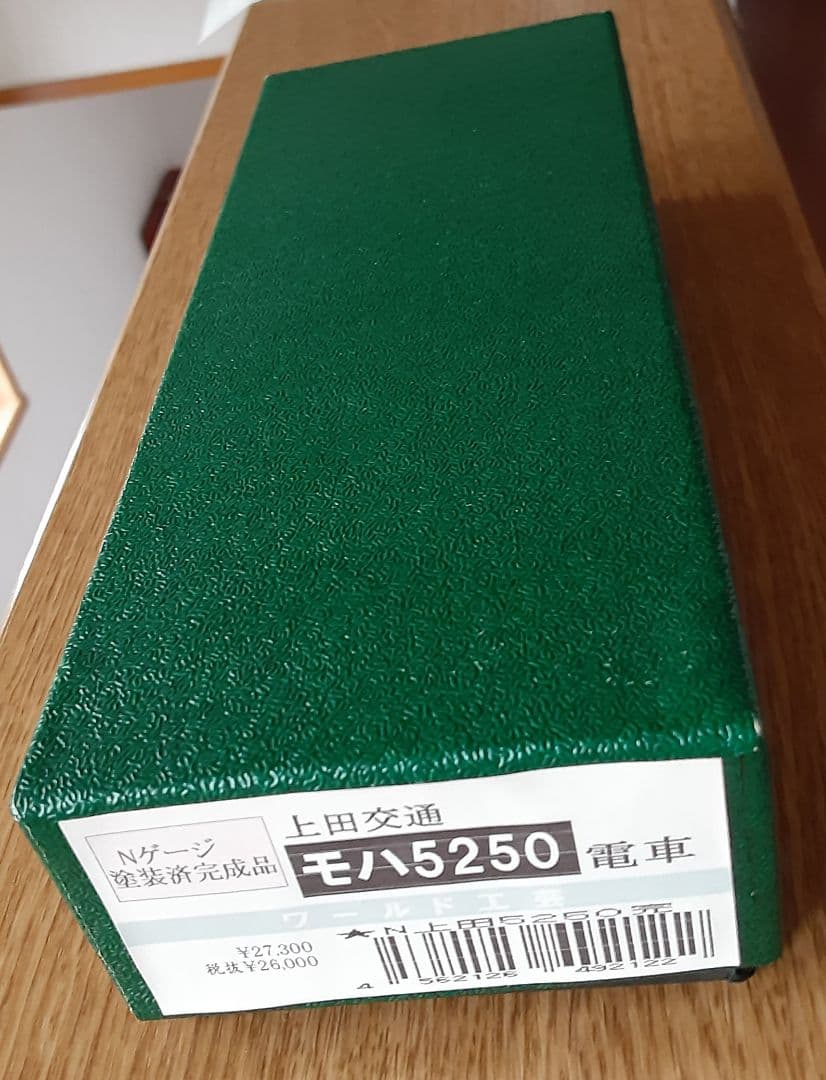 Nゲージ
塗装済完成品
上田交通
モハ5250 電車
ワールド工芸
¥27,300
税抜¥26,000
★N上田5250完
4 562126 492122